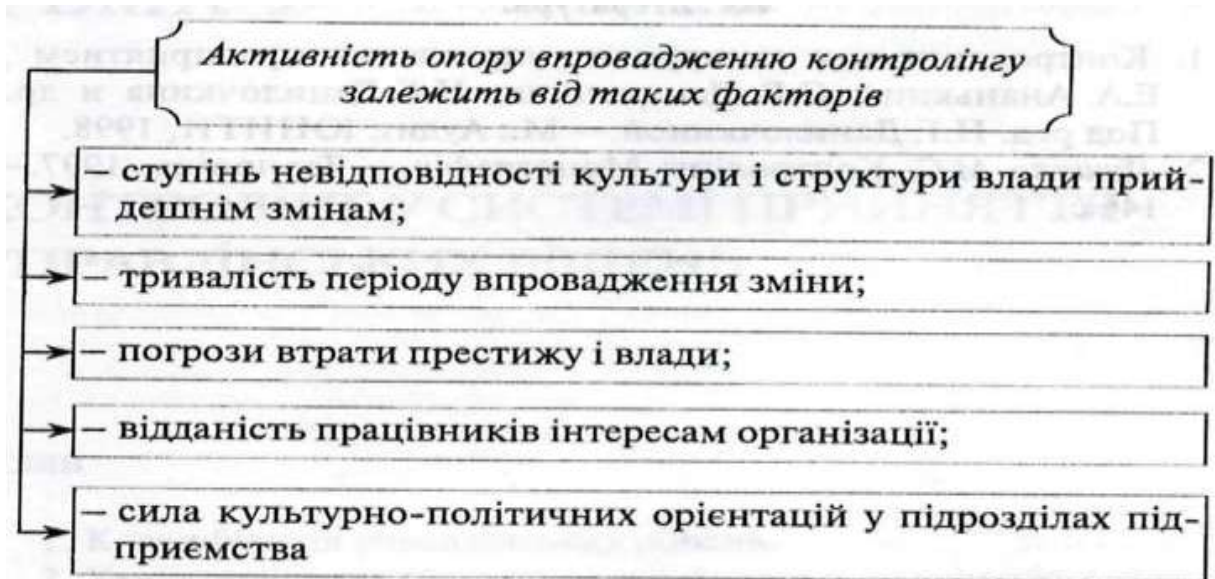 Активність опору впровадженню контролінгу
залежить від таких факторів
– ступінь невідповідності культури і структури влади прий-
дешнім змінам;
– тривалість періоду впровадження зміни;
– погрози втрати престижу і влади;
– відданість працівників інтересам організації;
– сила культурно-політичних орієнтацій у підрозділах під-
приємства